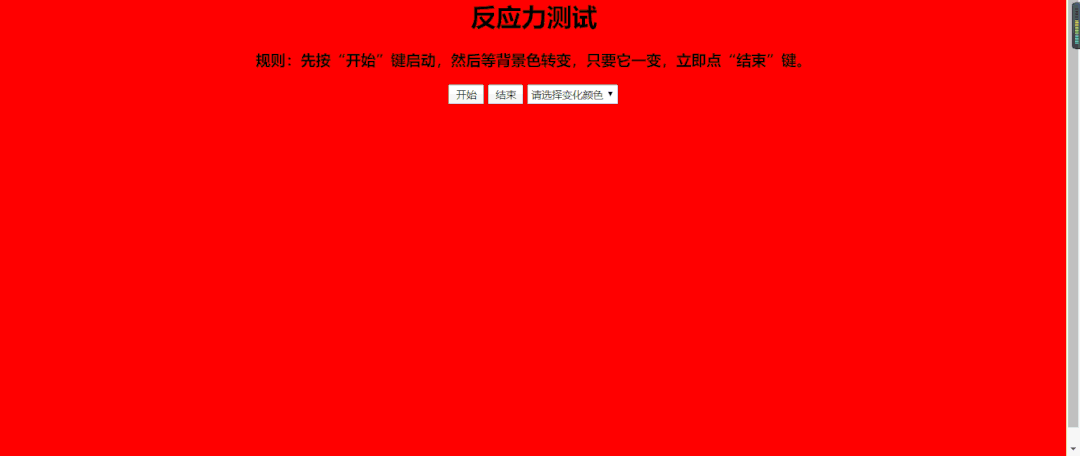 反应力测试
规则：先按“开始”键启动，然后等背景色转变，只要它一变，立即点“结束”键。
开始 结束 请选择变化颜色